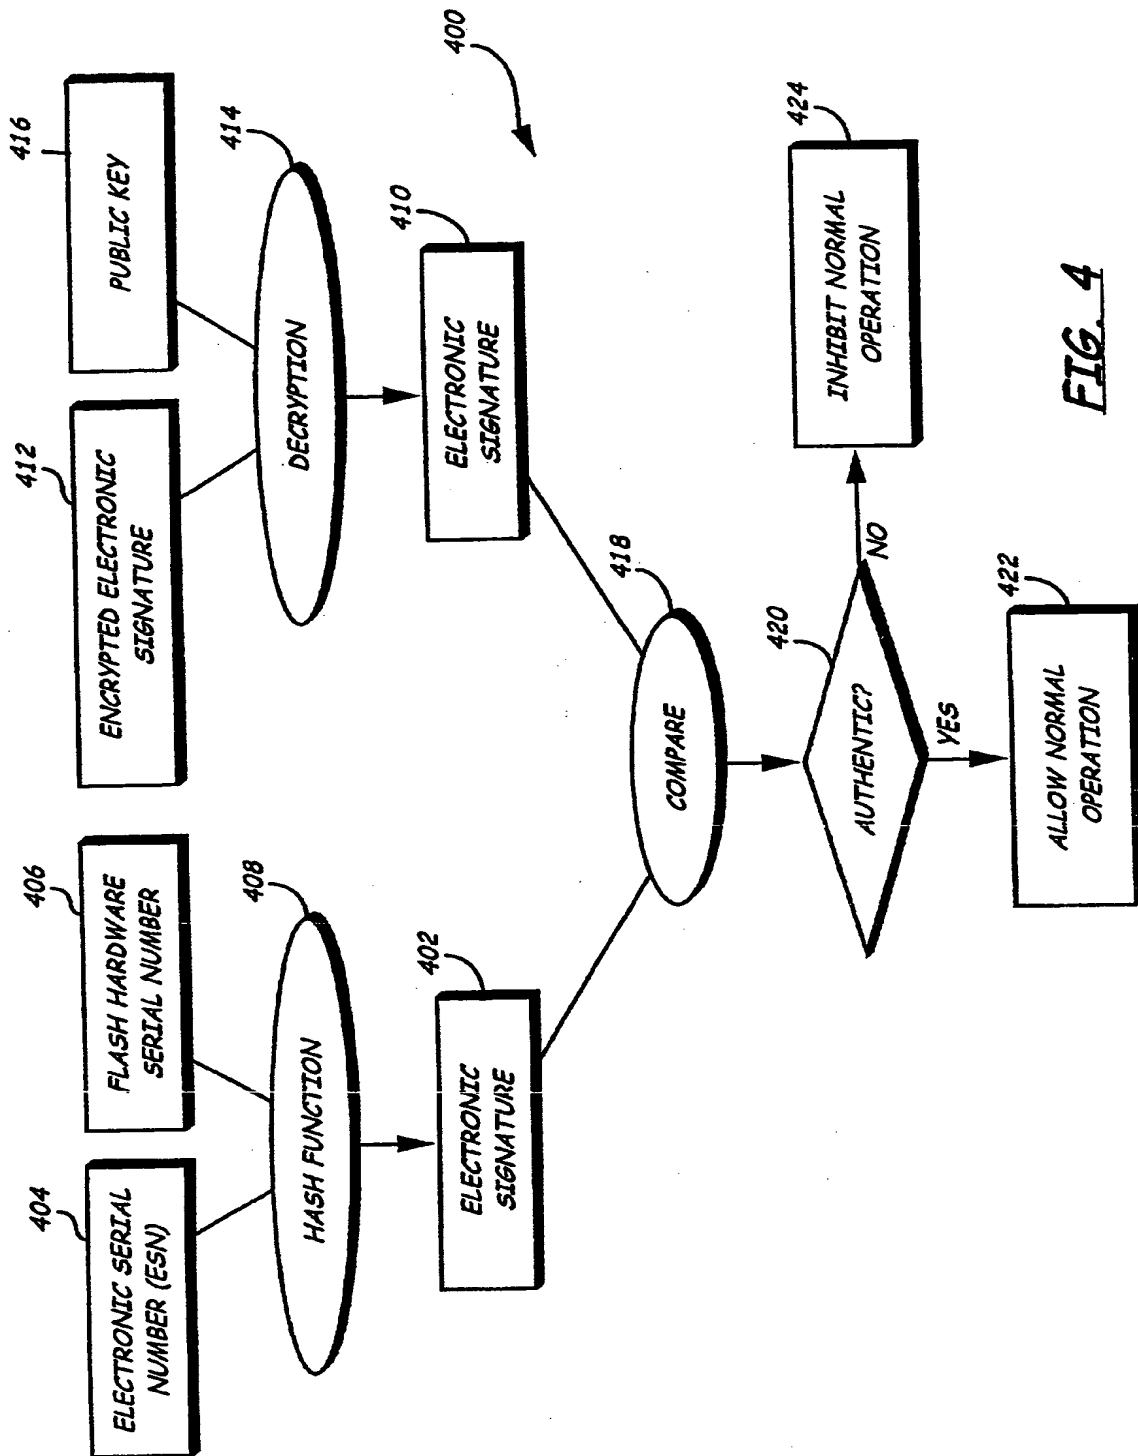 404
ELECTRONIC SERIAL
NUMBER (ESN)
406
FLASH HARDWARE
SERIAL NUMBER
412
ENCRYPTED ELECTRONIC
SIGNATURE
416
PUBLIC KEY
408
HASH FUNCTION
414
DECRYPTION
402
ELECTRONIC
SIGNATURE
410
ELECTRONIC
SIGNATURE
400
418
COMPARE
420
AUTHENTIC?
NO
YES
424
INHIBIT NORMAL
OPERATION
422
ALLOW NORMAL
OPERATION
FIG. 4